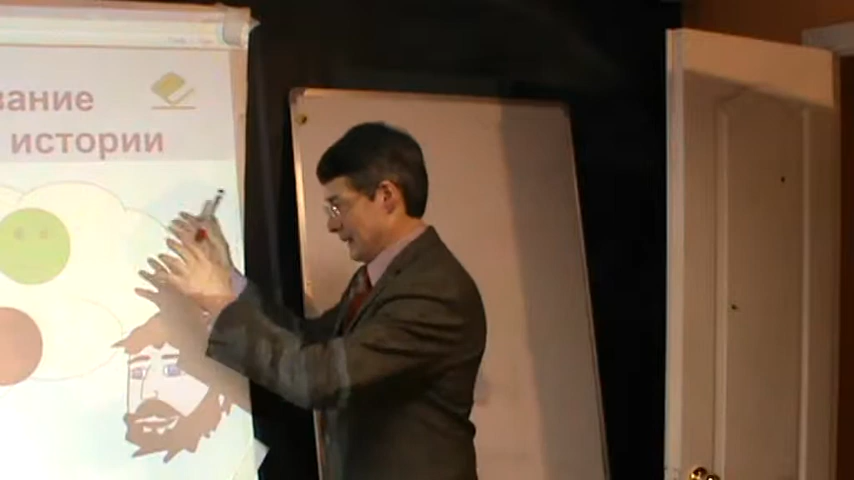 вание
истории